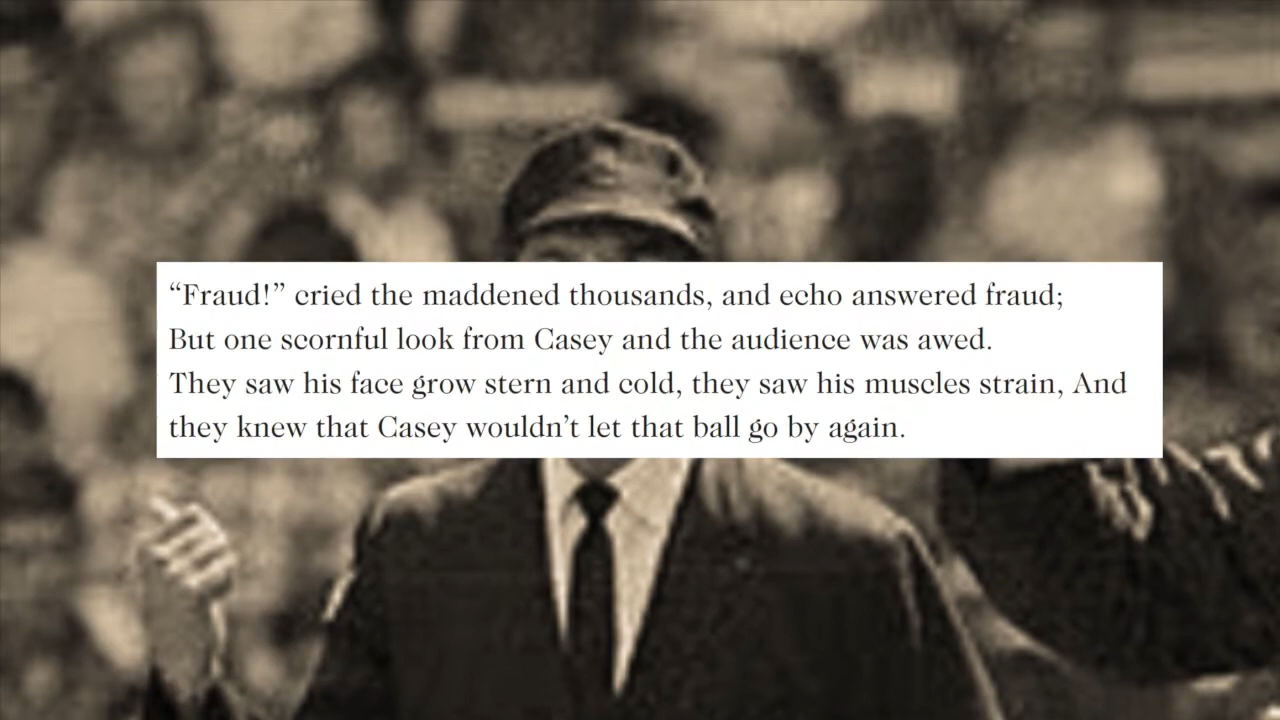 “Fraud!” cried the maddened thousands, and echo answered fraud;
But one scornful look from Casey and the audience was awed.
They saw his face grow stern and cold, they saw his muscles strain, And
they knew that Casey wouldn’t let that ball go by again.